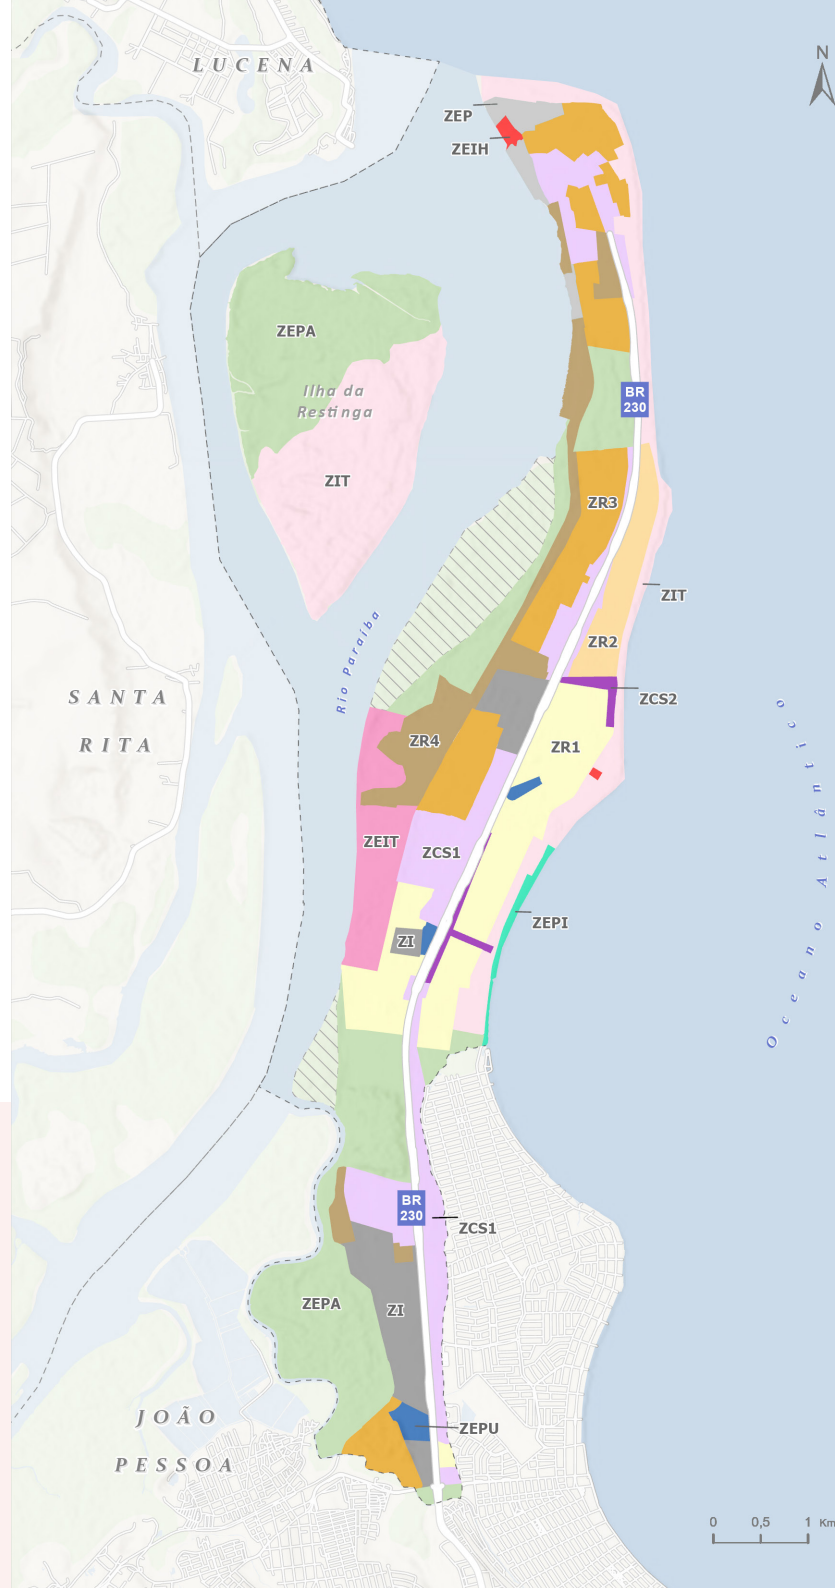 N
LUCENA
ZEP
ZEIH
ZEPA
Ilha da
Restinga
BR
230
ZIT
ZR3
ZIT
Rio Paraíba
ZR2
SANTA
RITA
ZCS2
ZR4
ZR1
Oceano Atlântico
ZEIT
ZCS1
ZEPI
ZI
BR
230
ZCS1
ZEPA
ZI
JOÃO
PESSOA
ZEPU
0 0,5 1 Km